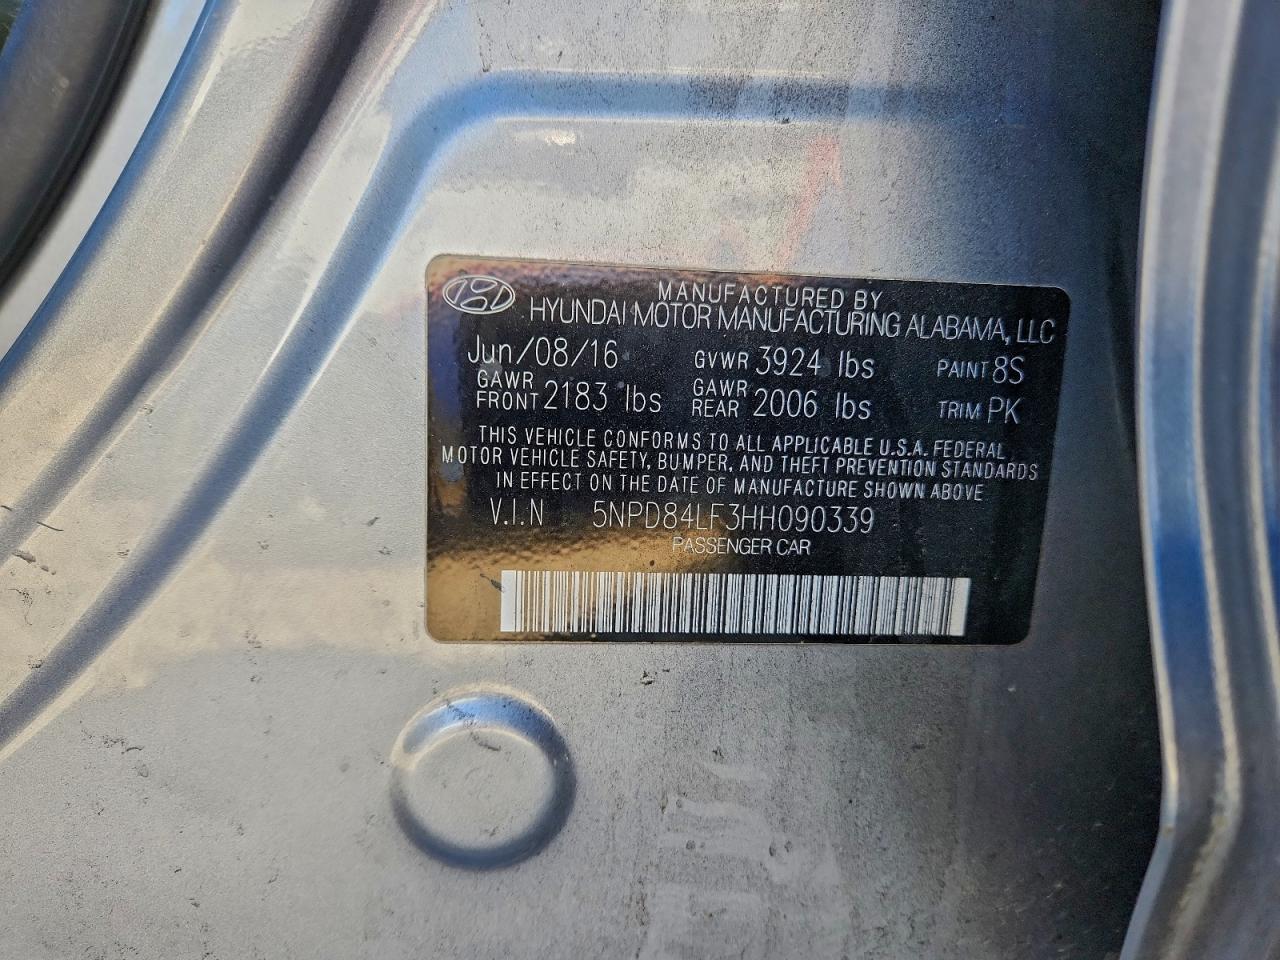 MANUFACTURED BY
HYUNDAI MOTOR MANUFACTURING ALABAMA, LLC
Jun/08/16 GVWR 3924 lbs PAINT 8S
GAWR FRONT 2183 lbs GAWR REAR 2006 lbs TRIM PK
THIS VEHICLE CONFORMS TO ALL APPLICABLE U.S.A. FEDERAL
MOTOR VEHICLE SAFETY, BUMPER, AND THEFT PREVENTION STANDARDS
IN EFFECT ON THE DATE OF MANUFACTURE SHOWN ABOVE
V.I.N 5NPD84LF3HH090339
PASSENGER CAR